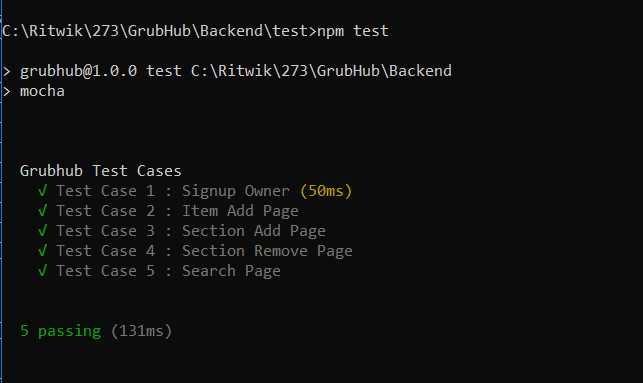 C:\Ritwik\273\GrubHub\Backend\test>npm test
> grubhub@1.0.0 test C:\Ritwik\273\GrubHub\Backend
> mocha
Grubhub Test Cases
√ Test Case 1 : Signup Owner (50ms)
√ Test Case 2 : Item Add Page
√ Test Case 3 : Section Add Page
√ Test Case 4 : Section Remove Page
√ Test Case 5 : Search Page
5 passing (131ms)